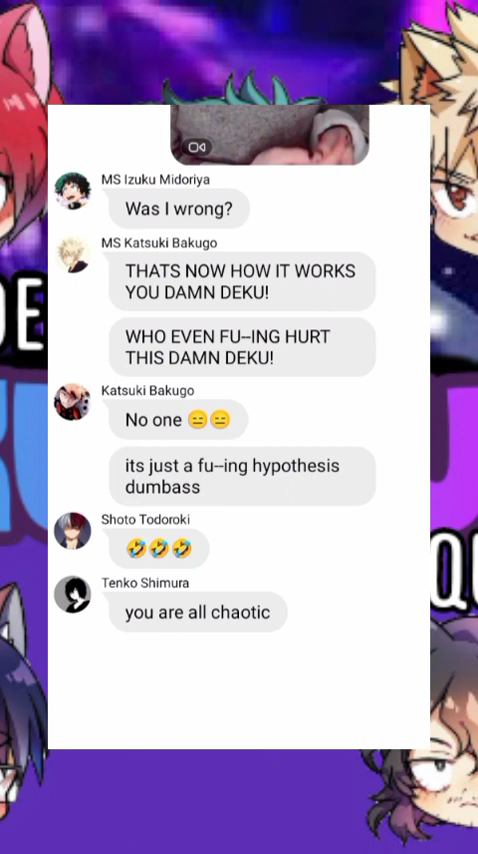 MS Izuku Midoriya
Was I wrong?
MS Katsuki Bakugo
THATS NOW HOW IT WORKS
YOU DAMN DEKU!
WHO EVEN FU--ING HURT
THIS DAMN DEKU!
Katsuki Bakugo
No one 😑😑
its just a fu--ing hypothesis
dumbass
Shoto Todoroki
🤣🤣🤣
Tenko Shimura
you are all chaotic